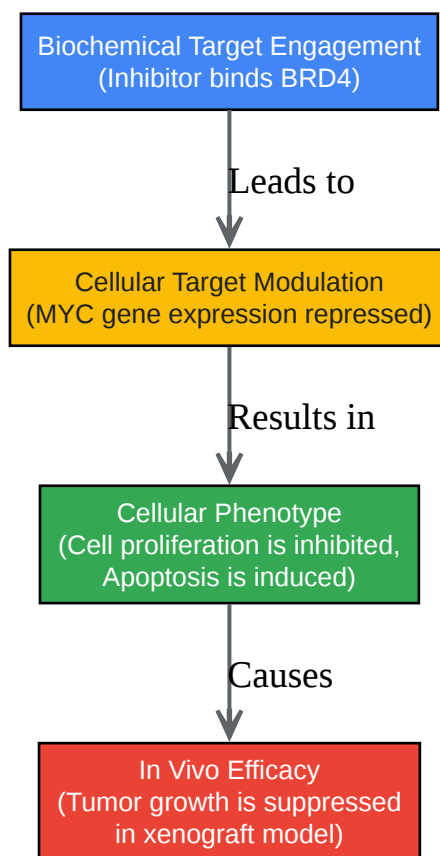 Biochemical Target Engagement
(Inhibitor binds BRD4)
Leads to
Cellular Target Modulation
(MYC gene expression repressed)
Results in
Cellular Phenotype
(Cell proliferation is inhibited,
Apoptosis is induced)
Causes
In Vivo Efficacy
(Tumor growth is suppressed
in xenograft model)